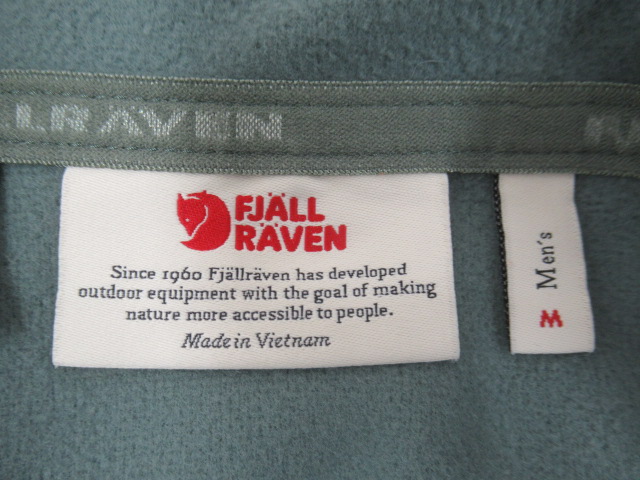 LRÄVEN
FJÄLL
RÄVEN
Since 1960 Fjällräven has developed
outdoor equipment with the goal of making
nature more accessible to people.
Made in Vietnam
Men's
M